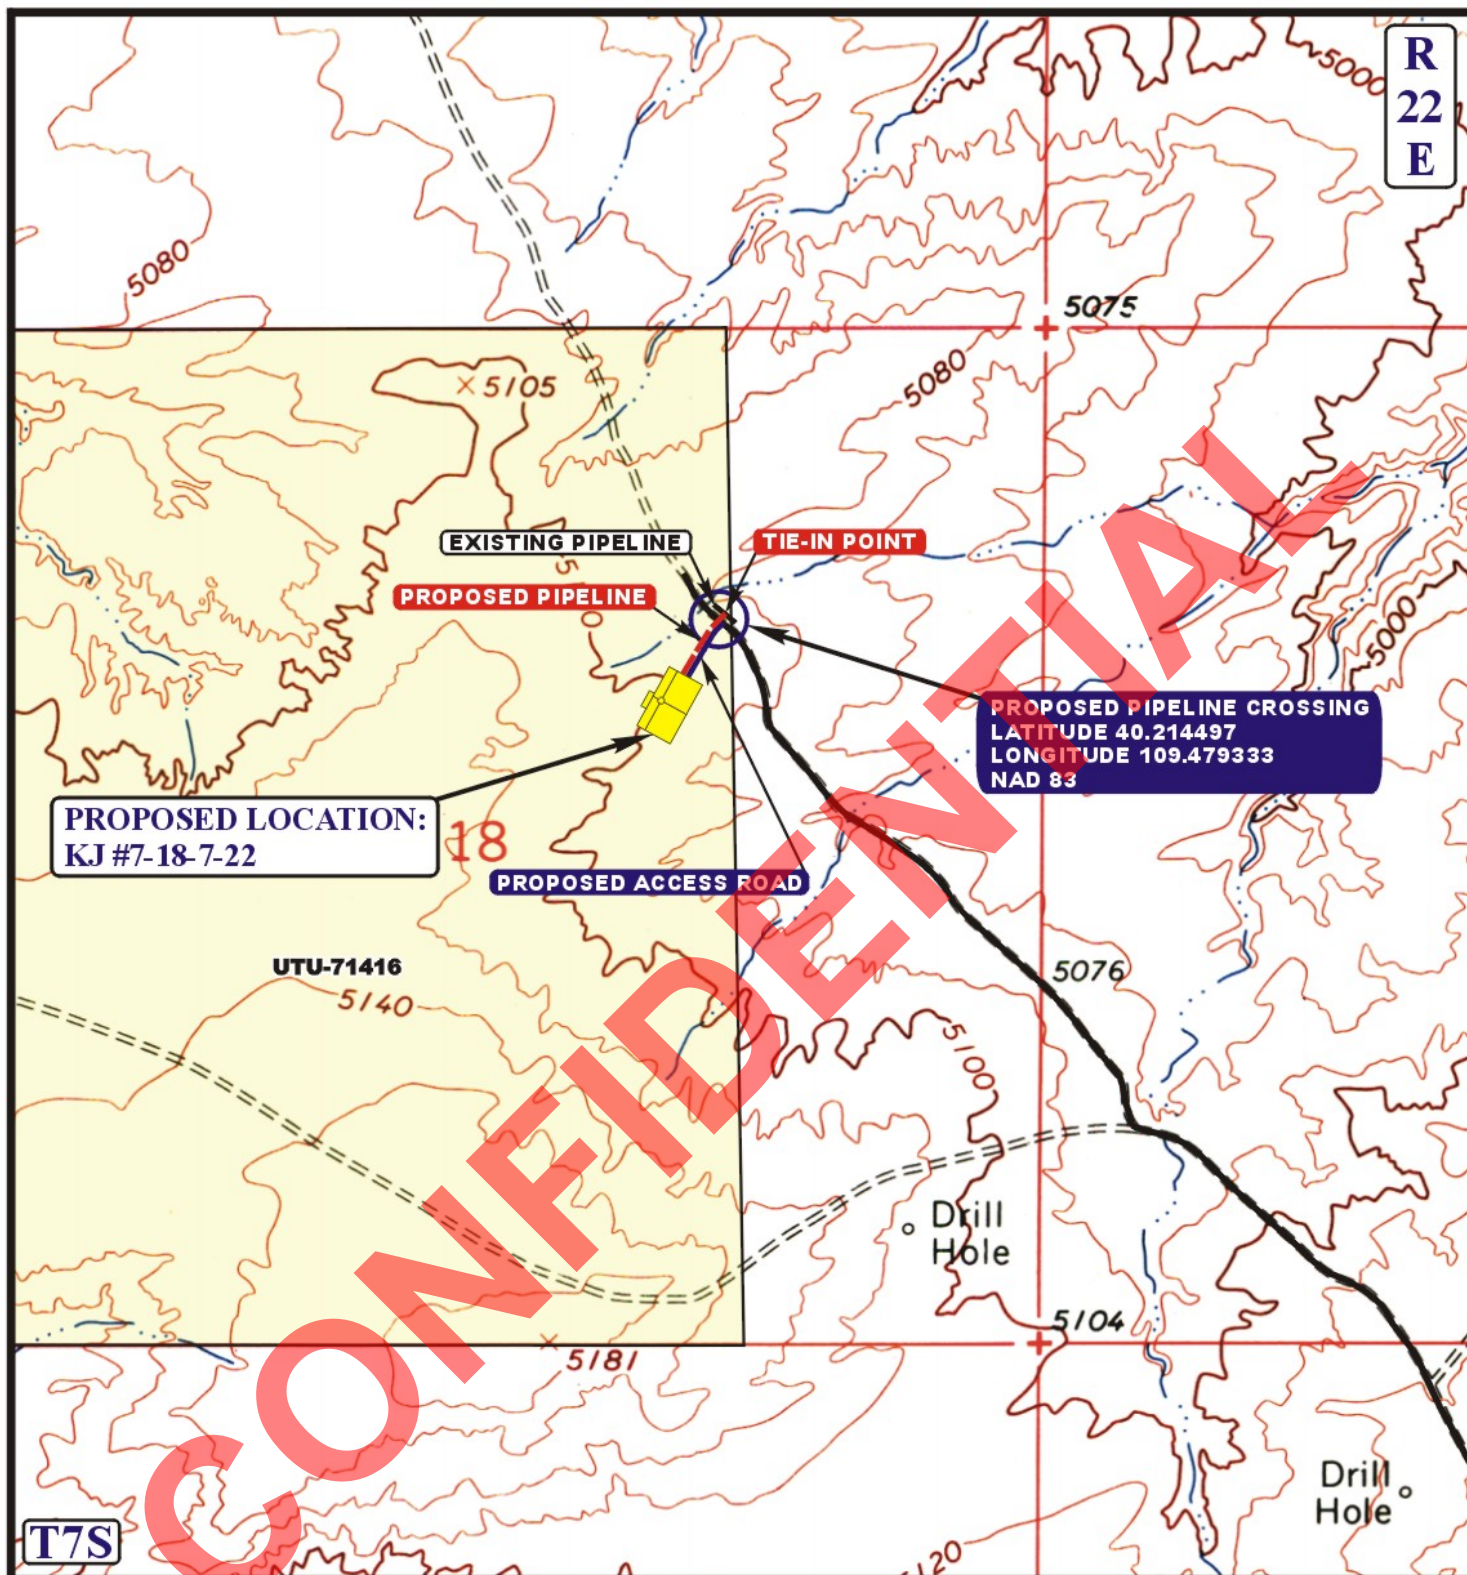 R
22
E
5000
5080
5075
5105
5080
EXISTING PIPELINE
TIE-IN POINT
PROPOSED PIPELINE
5000
PROPOSED PIPELINE CROSSING
LATITUDE 40.214497
LONGITUDE 109.479333
NAD 83
PROPOSED LOCATION:
KJ #7-18-7-22
18
PROPOSED ACCESS ROAD
UTU-71416
5140
5076
5100
Drill
Hole
5104
5181
Drill
Hole
T7S
CONFIDENTIAL